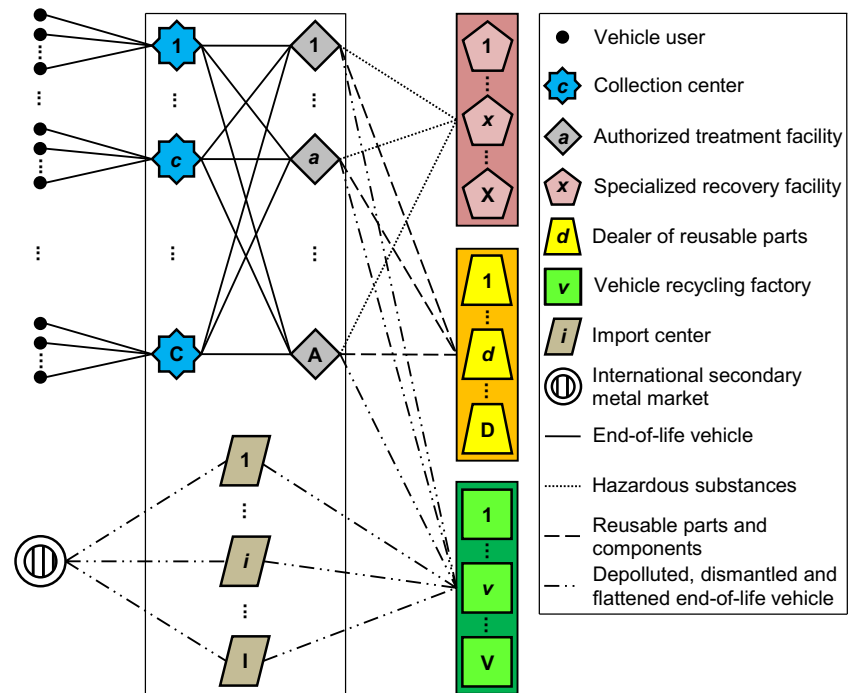 1
c
C
1
a
A
1
i
I
1
x
X
1
d
D
1
v
V
Vehicle user
c Collection center
a Authorized treatment facility
x Specialized recovery facility
d Dealer of reusable parts
v Vehicle recycling factory
i Import center
International secondary
metal market
End-of-life vehicle
Hazardous substances
Reusable parts and
components
Depolluted, dismantled and
flattened end-of-life vehicle